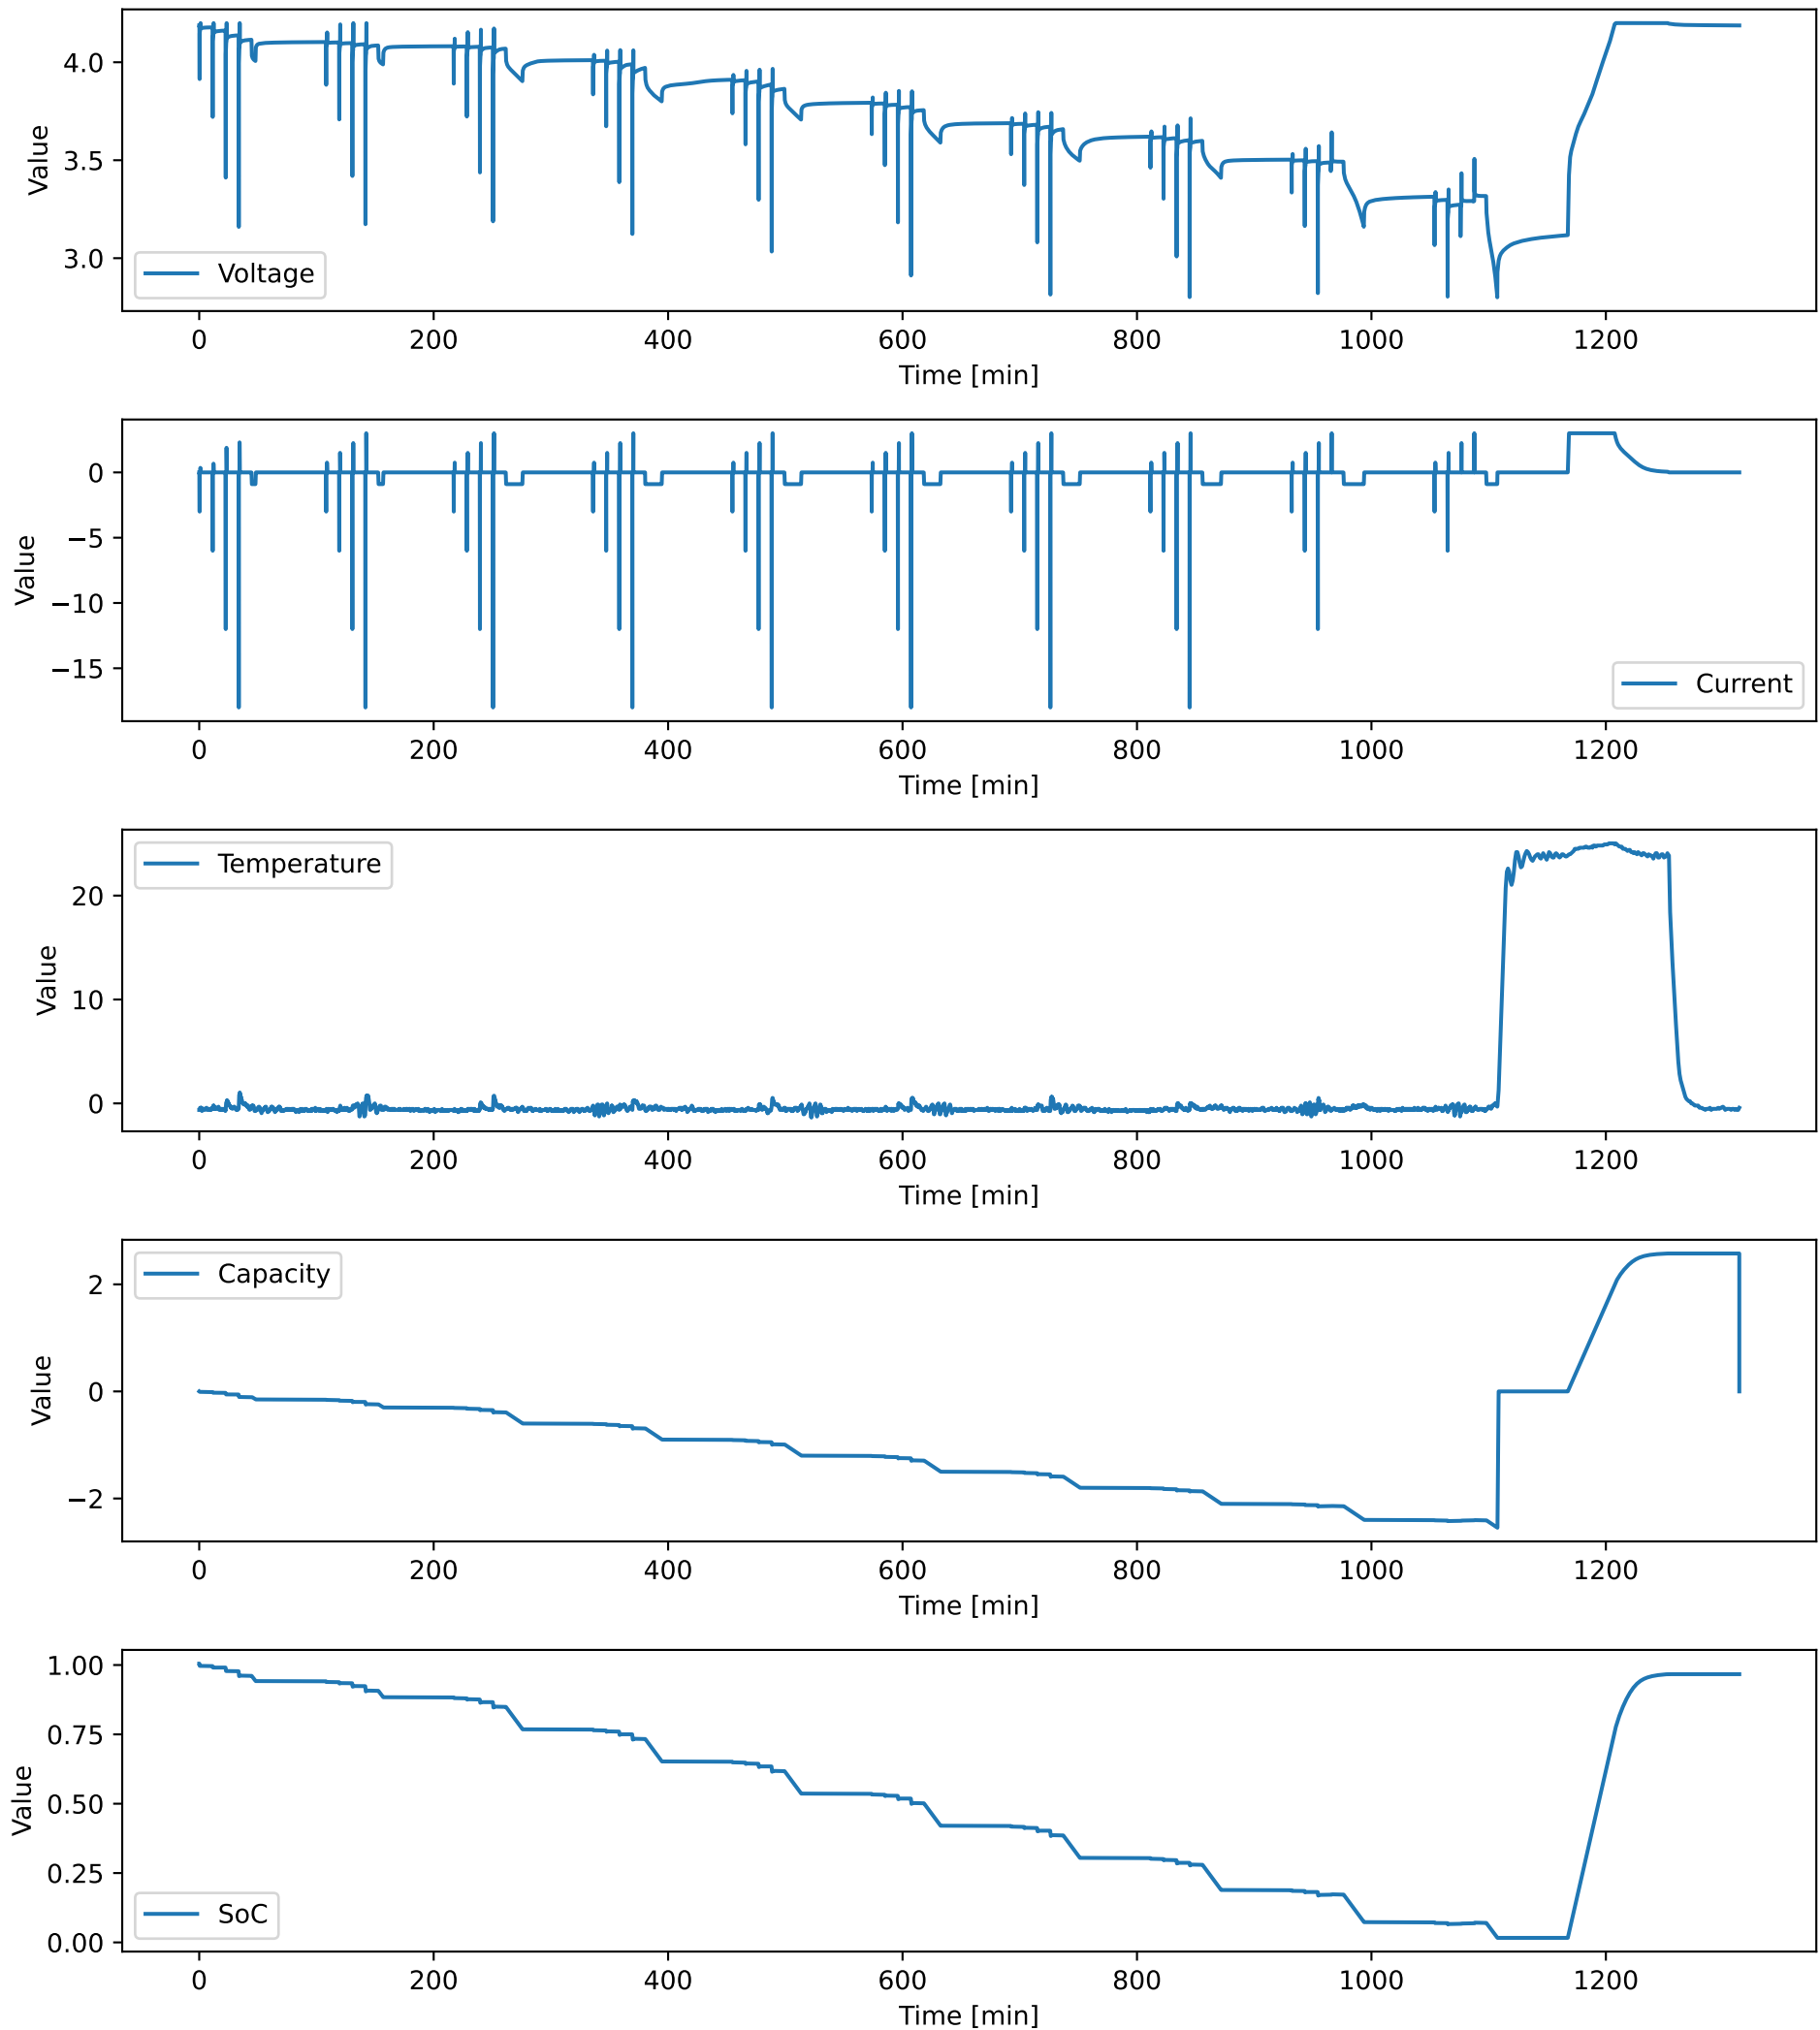 Value
4.0
3.5
3.0
Voltage
0 200 400 600 800 1000 1200
Time [min]
Value
0
−5
−10
−15
Current
0 200 400 600 800 1000 1200
Time [min]
Value
20
10
0
Temperature
0 200 400 600 800 1000 1200
Time [min]
Value
2
0
−2
Capacity
0 200 400 600 800 1000 1200
Time [min]
Value
1.00
0.75
0.50
0.25
0.00
SoC
0 200 400 600 800 1000 1200
Time [min]